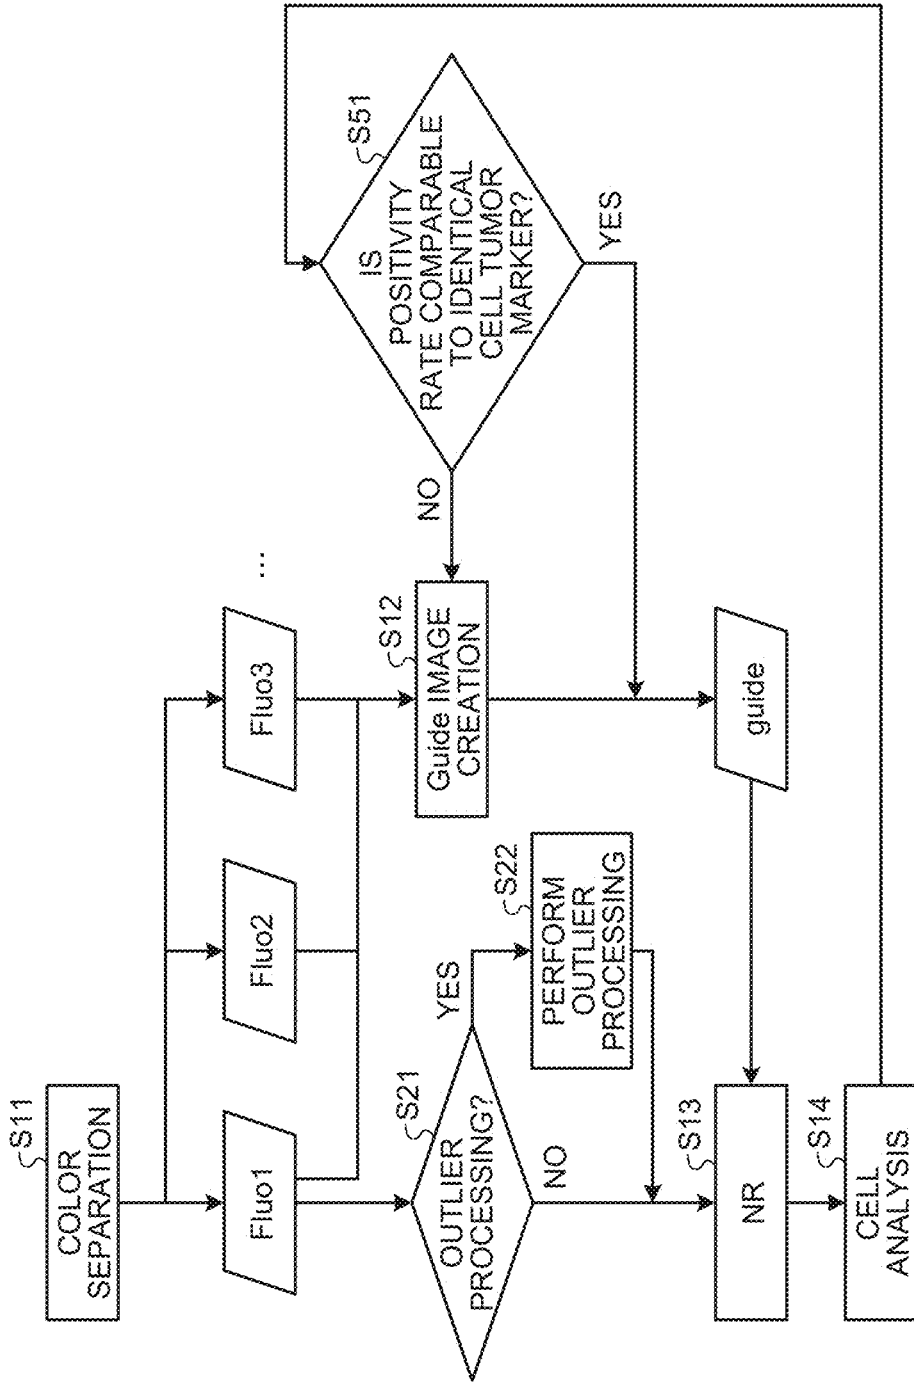 S11
COLOR
SEPARATION
Fluo1
Fluo2
Fluo3
...
S21
OUTLIER
PROCESSING?
YES
NO
S22
PERFORM
OUTLIER
PROCESSING
S12
Guide IMAGE
CREATION
S51
IS
POSITIVITY
RATE COMPARABLE
TO IDENTICAL
CELL TUMOR
MARKER?
NO
YES
S13
NR
guide
S14
CELL
ANALYSIS